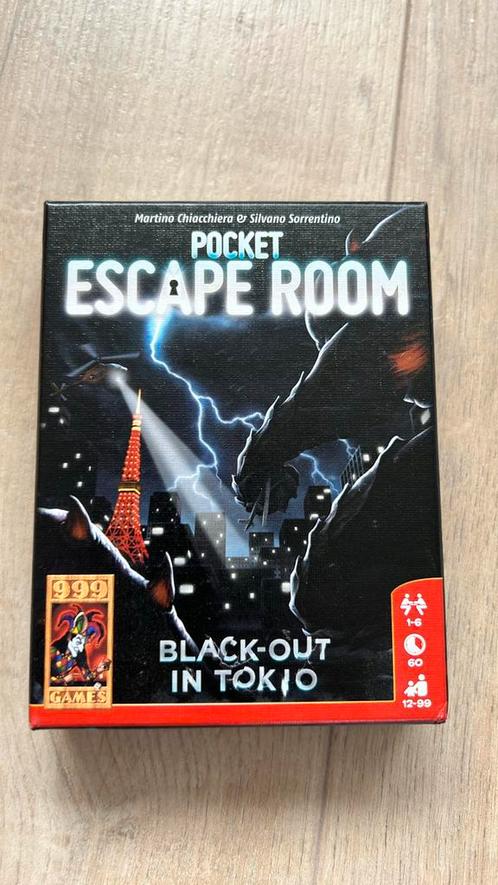 Martino Chiacchiera & Silvano Sorrentino
POCKET
ESCAPE ROOM
999
GAMES
BLACK-OUT
IN TOKIO
1-6
60
12-99